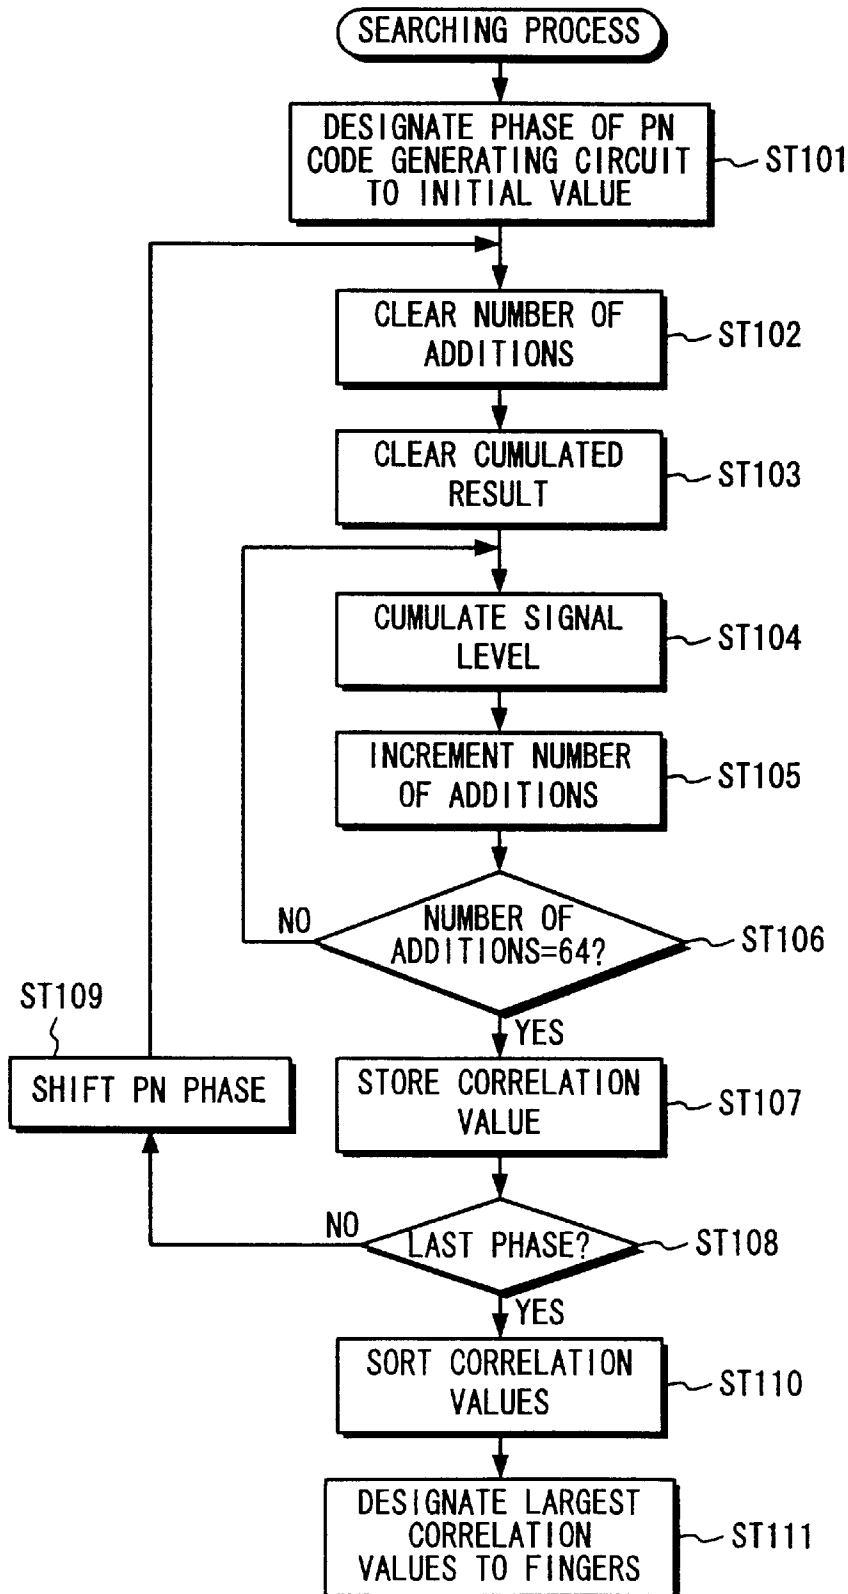 SEARCHING PROCESS
DESIGNATE PHASE OF PN
CODE GENERATING CIRCUIT
TO INITIAL VALUE
ST101
CLEAR NUMBER OF
ADDITIONS
ST102
CLEAR CUMULATED
RESULT
ST103
CUMULATE SIGNAL
LEVEL
ST104
INCREMENT NUMBER
OF ADDITIONS
ST105
NO
NUMBER OF
ADDITIONS=64?
ST106
YES
ST109
SHIFT PN PHASE
STORE CORRELATION
VALUE
ST107
NO
LAST PHASE?
ST108
YES
SORT CORRELATION
VALUES
ST110
DESIGNATE LARGEST
CORRELATION
VALUES TO FINGERS
ST111